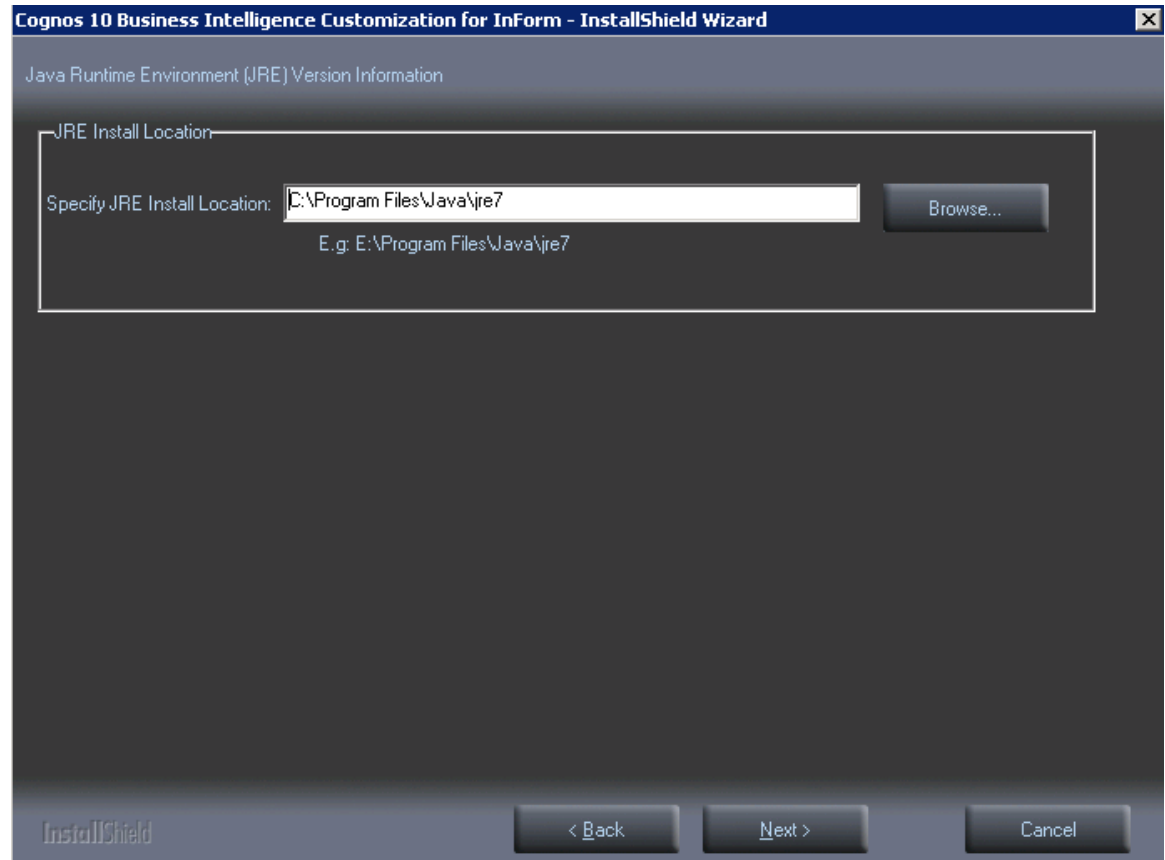 Cognos 10 Business Intelligence Customization for InForm - InstallShield Wizard
Java Runtime Environment (JRE) Version Information
JRE Install Location
Specify JRE Install Location: C:\Program Files\Java\jre7 Browse...
E.g: E:\Program Files\Java\jre7
InstallShield < Back Next > Cancel